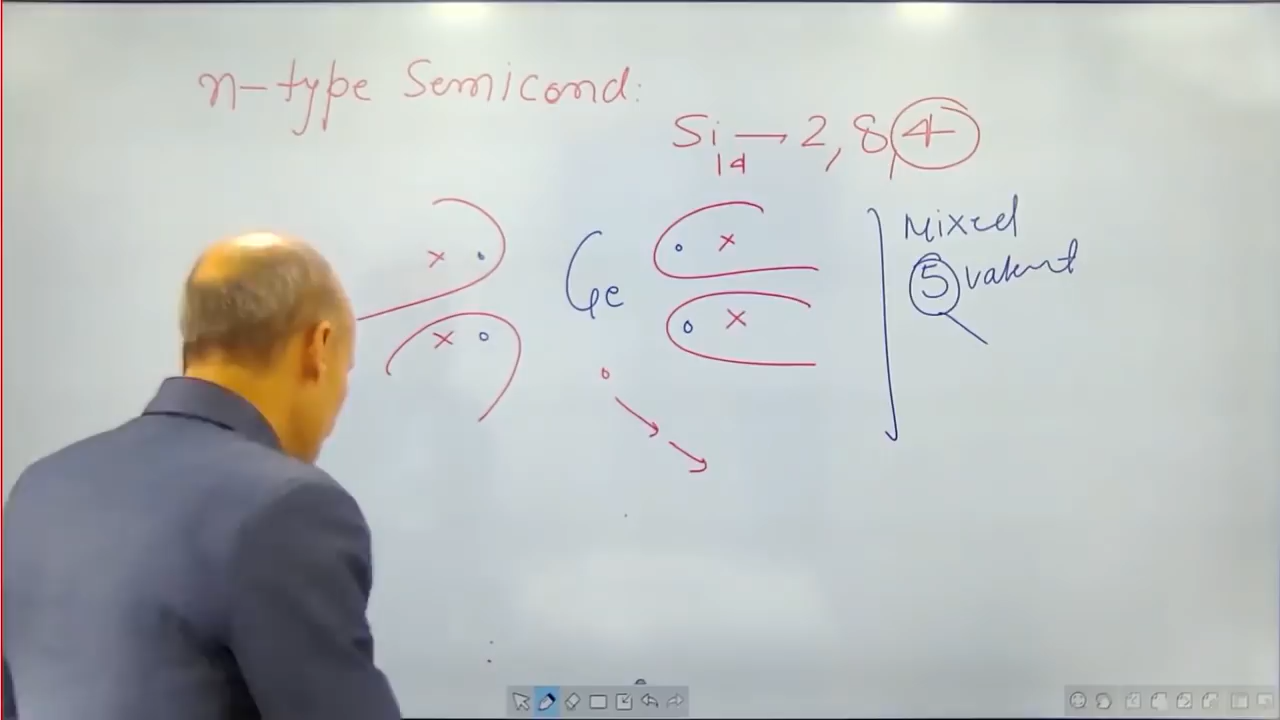 n-type Semicond:
Si → 2, 8, 4
14
Ge
Mixed
5 valent